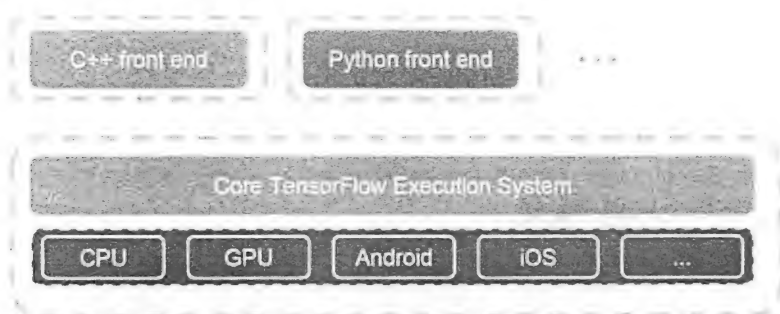 C++ front end
Python front end
...
Core TensorFlow Execution System
CPU
GPU
Android
iOS
...